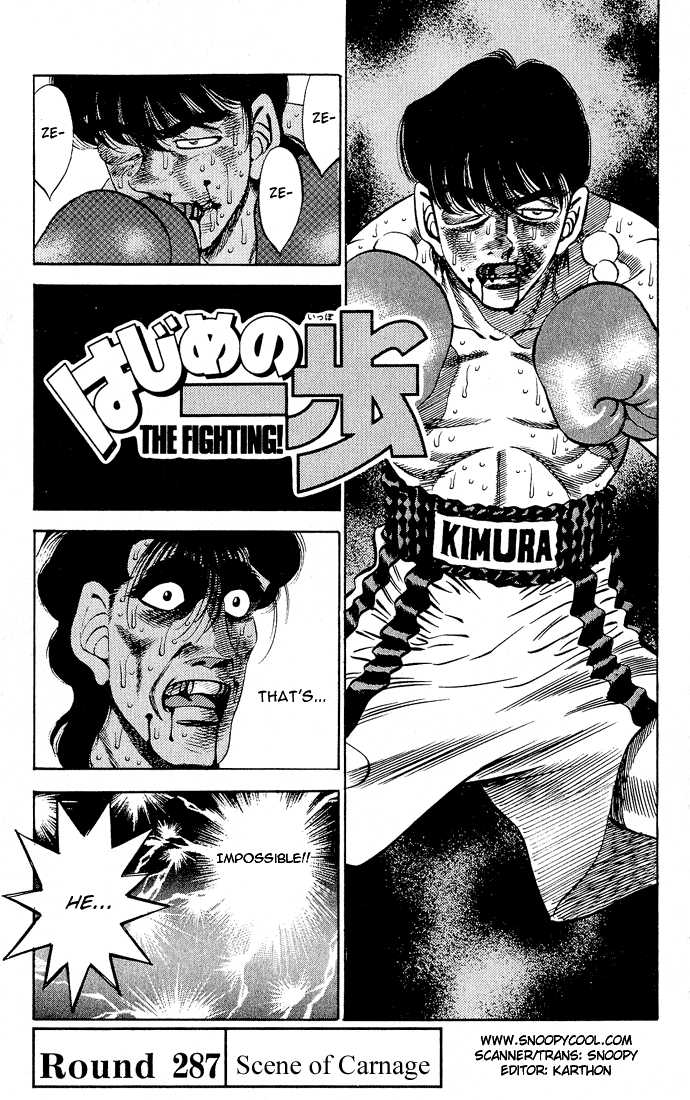 ZE-
ZE-
ZE-
いっぽ
はじめの一歩
THE FIGHTING!
KIMURA
THAT'S...
IMPOSSIBLE!!
HE...
Round 287
Scene of Carnage
WWW.SNOOPYCOOL.COM
SCANNER/TRANS: SNOOPY
EDITOR: KARTHON